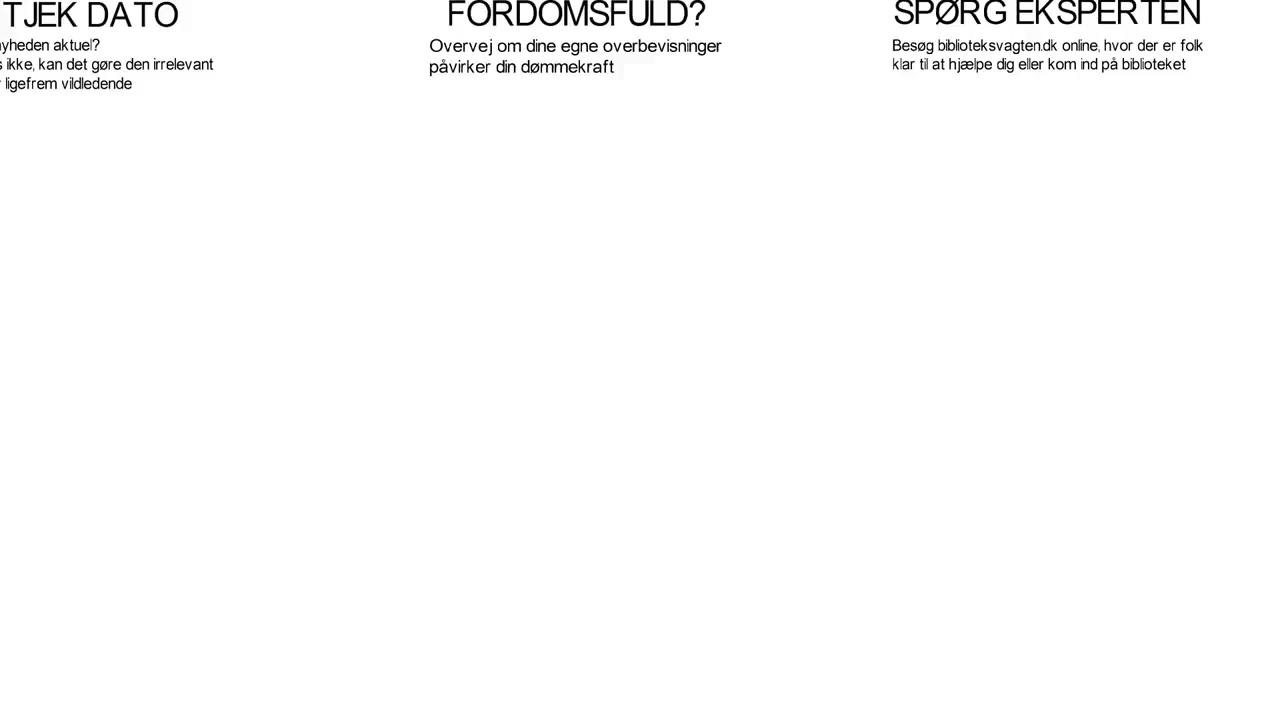 TJEK DATO
nyheden aktuel?
ikke, kan det gøre den irrelevant
ligefrem vildledende
FORDOMSFULD?
Overvej om dine egne overbevisninger
påvirker din dømmekraft
SPØRG EKSPERTEN
Besøg biblioteksvagten.dk online, hvor der er folk
klar til at hjælpe dig eller kom ind på biblioteket